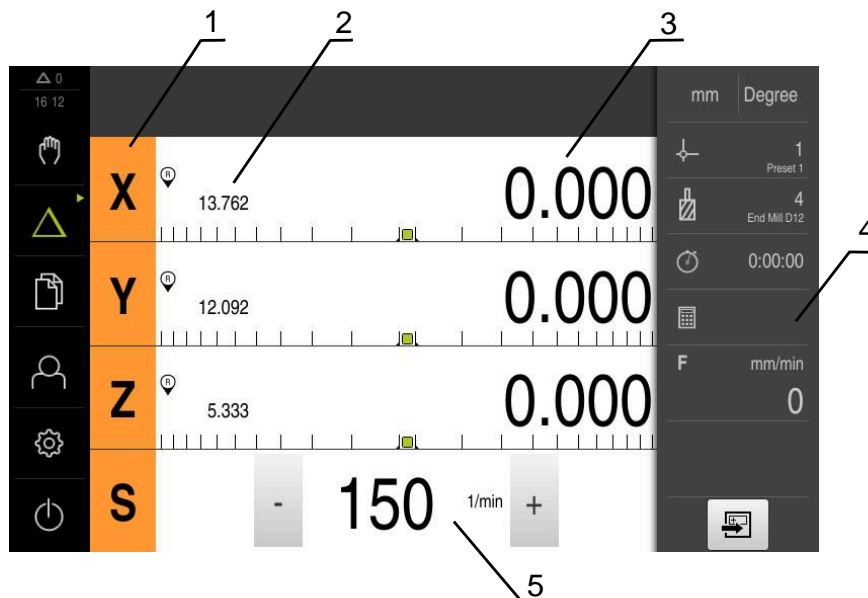 1 2 3
0
16 12
mm Degree
1
Preset 1
X R 13.762 0.000
4
End Mill D12
4
0:00:00
Y R 12.092 0.000
F mm/min
0
Z R 5.333 0.000
S - 150 1/min +
5